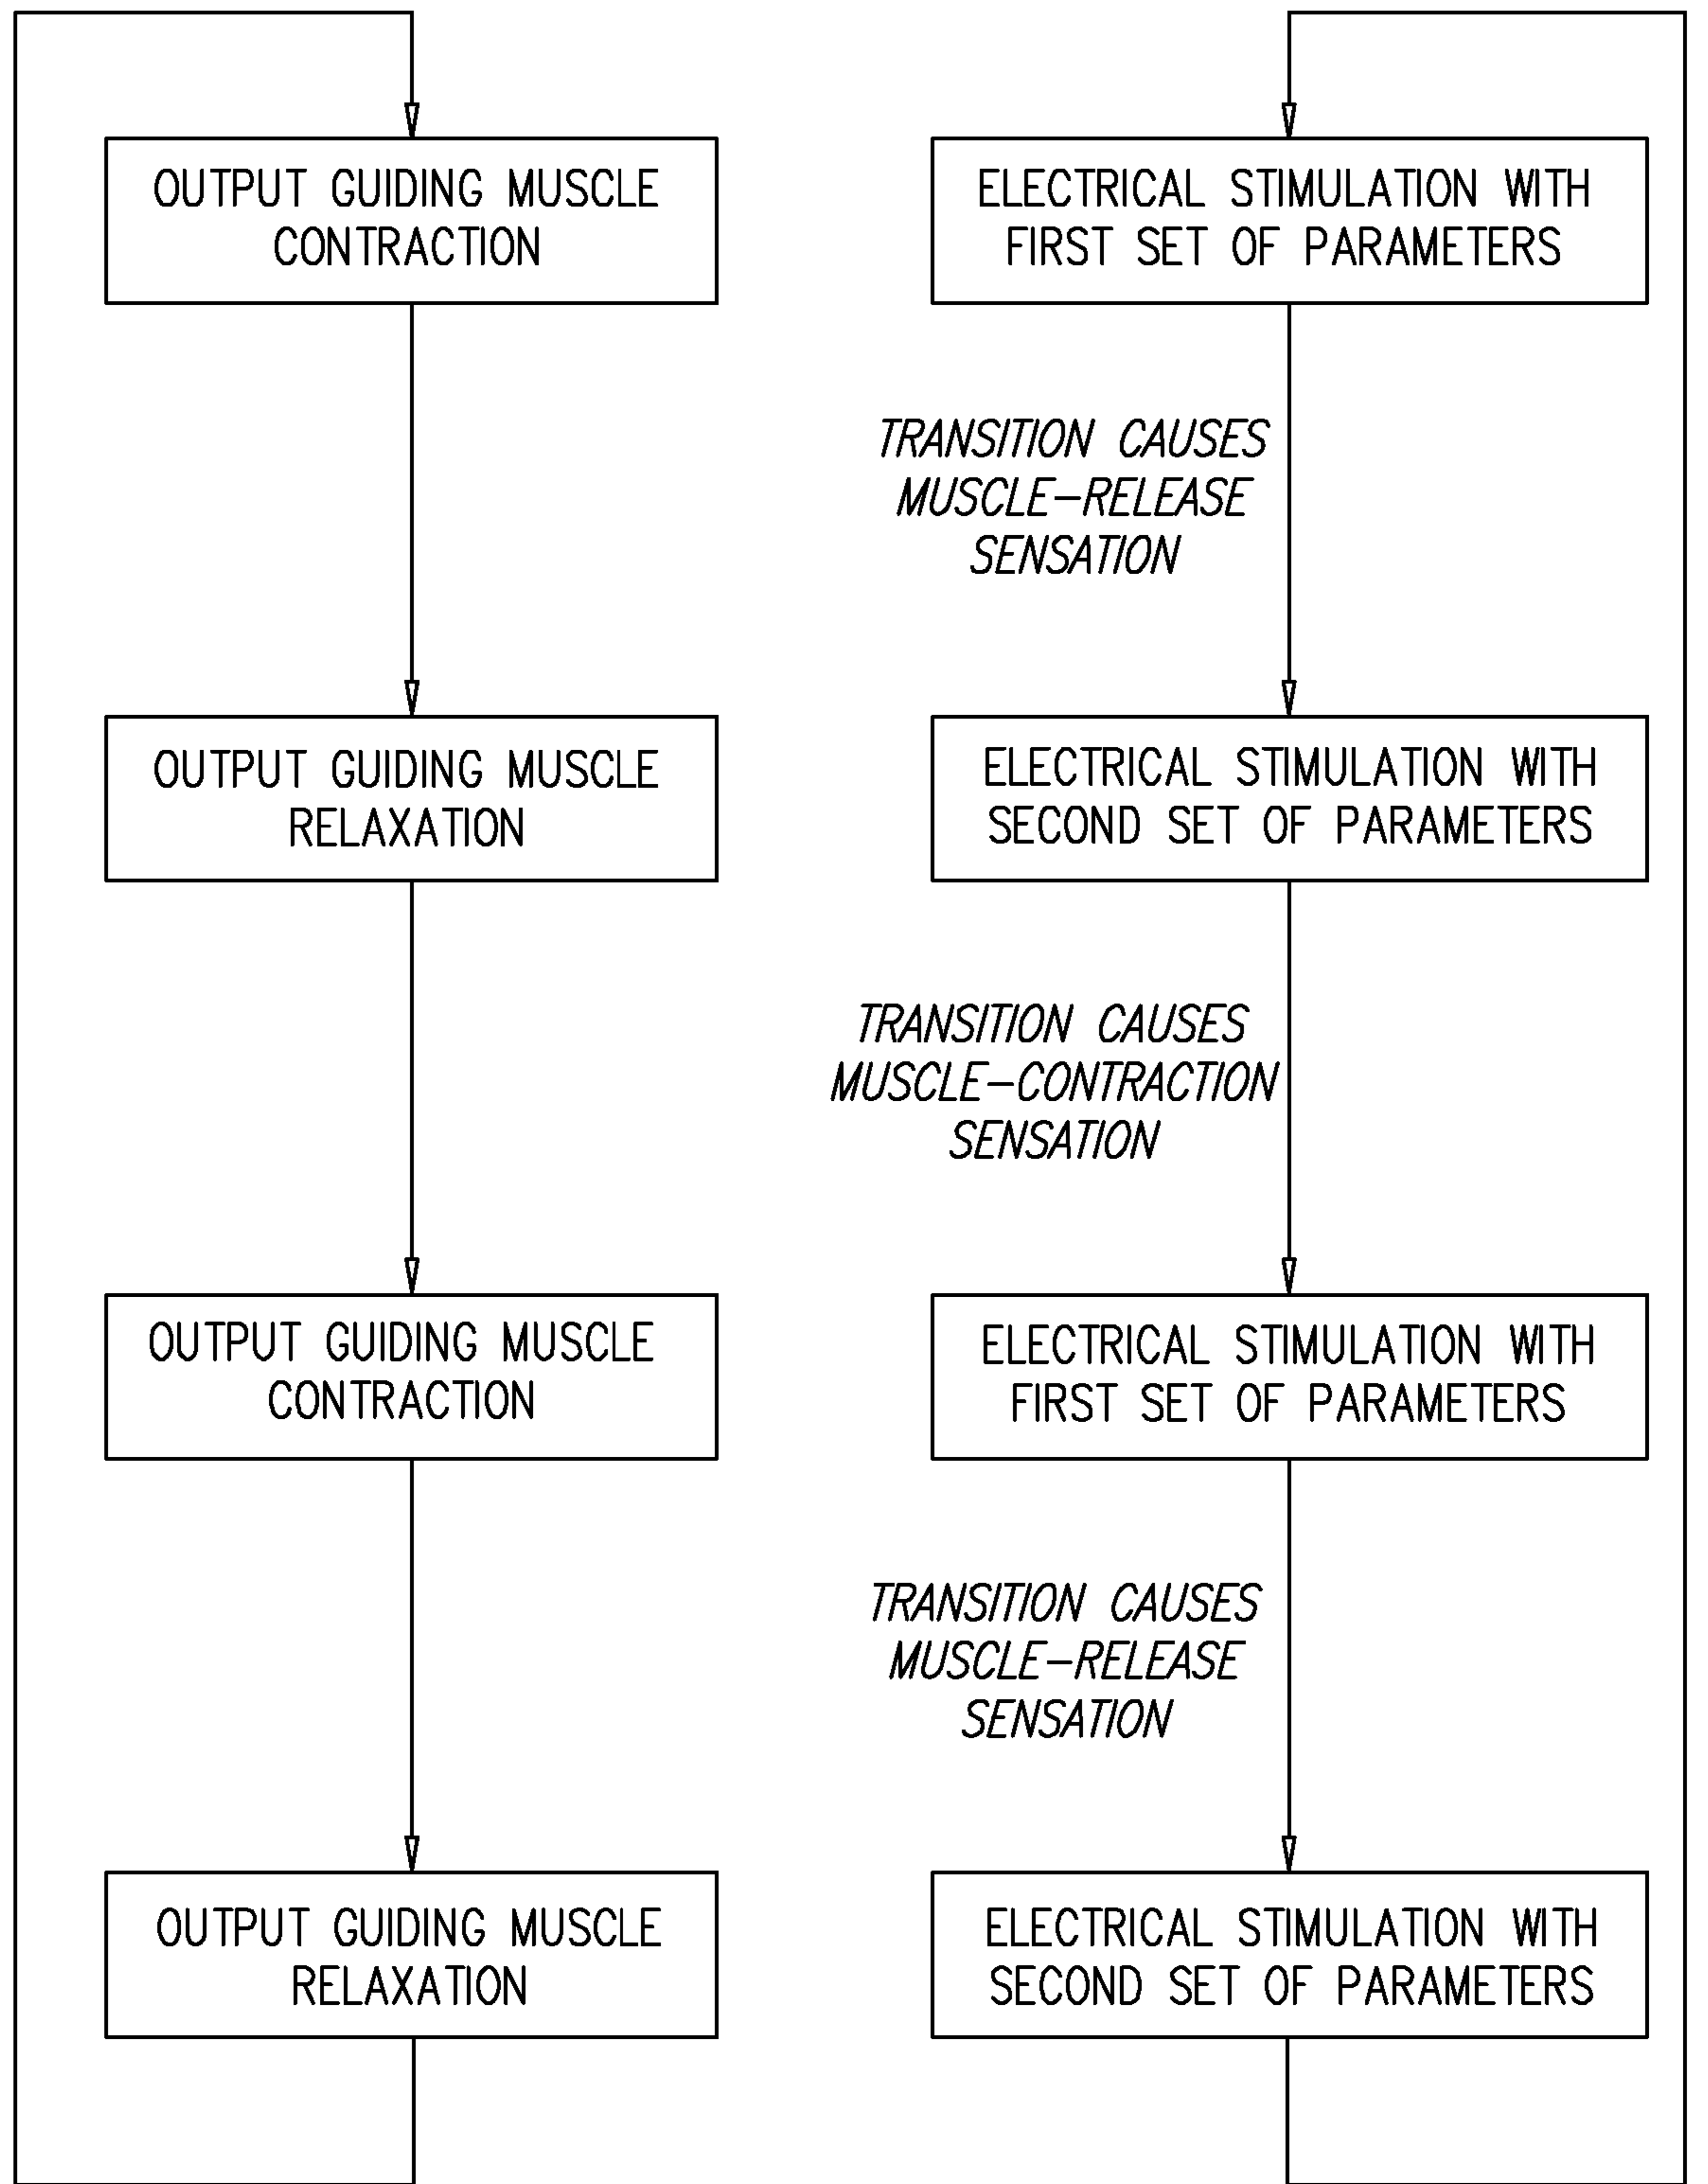 OUTPUT GUIDING MUSCLE
CONTRACTION
ELECTRICAL STIMULATION WITH
FIRST SET OF PARAMETERS
TRANSITION CAUSES
MUSCLE-RELEASE
SENSATION
OUTPUT GUIDING MUSCLE
RELAXATION
ELECTRICAL STIMULATION WITH
SECOND SET OF PARAMETERS
TRANSITION CAUSES
MUSCLE-CONTRACTION
SENSATION
OUTPUT GUIDING MUSCLE
CONTRACTION
ELECTRICAL STIMULATION WITH
FIRST SET OF PARAMETERS
TRANSITION CAUSES
MUSCLE-RELEASE
SENSATION
OUTPUT GUIDING MUSCLE
RELAXATION
ELECTRICAL STIMULATION WITH
SECOND SET OF PARAMETERS